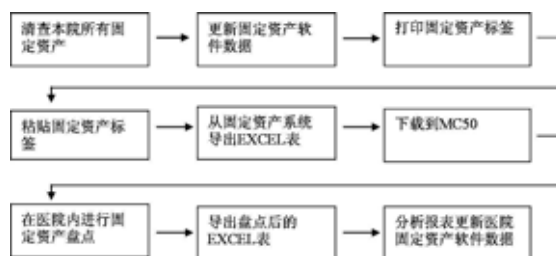 清查本院所有固
定资产
更新固定资产软
件数据
打印固定资产标签
粘贴固定资产标
签
从固定资产系统
导出EXCEL表
下载到MC50
在医院内进行固
定资产盘点
导出盘点后的
EXCEL表
分析报表更新医院
固定资产软件数据